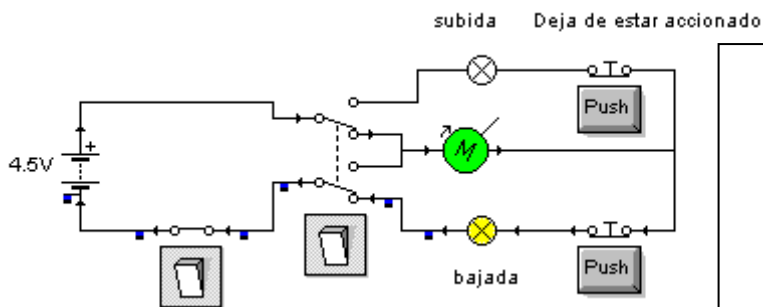 subida Deja de estar accionado
Push
+
4.5V
M
bajada
Push